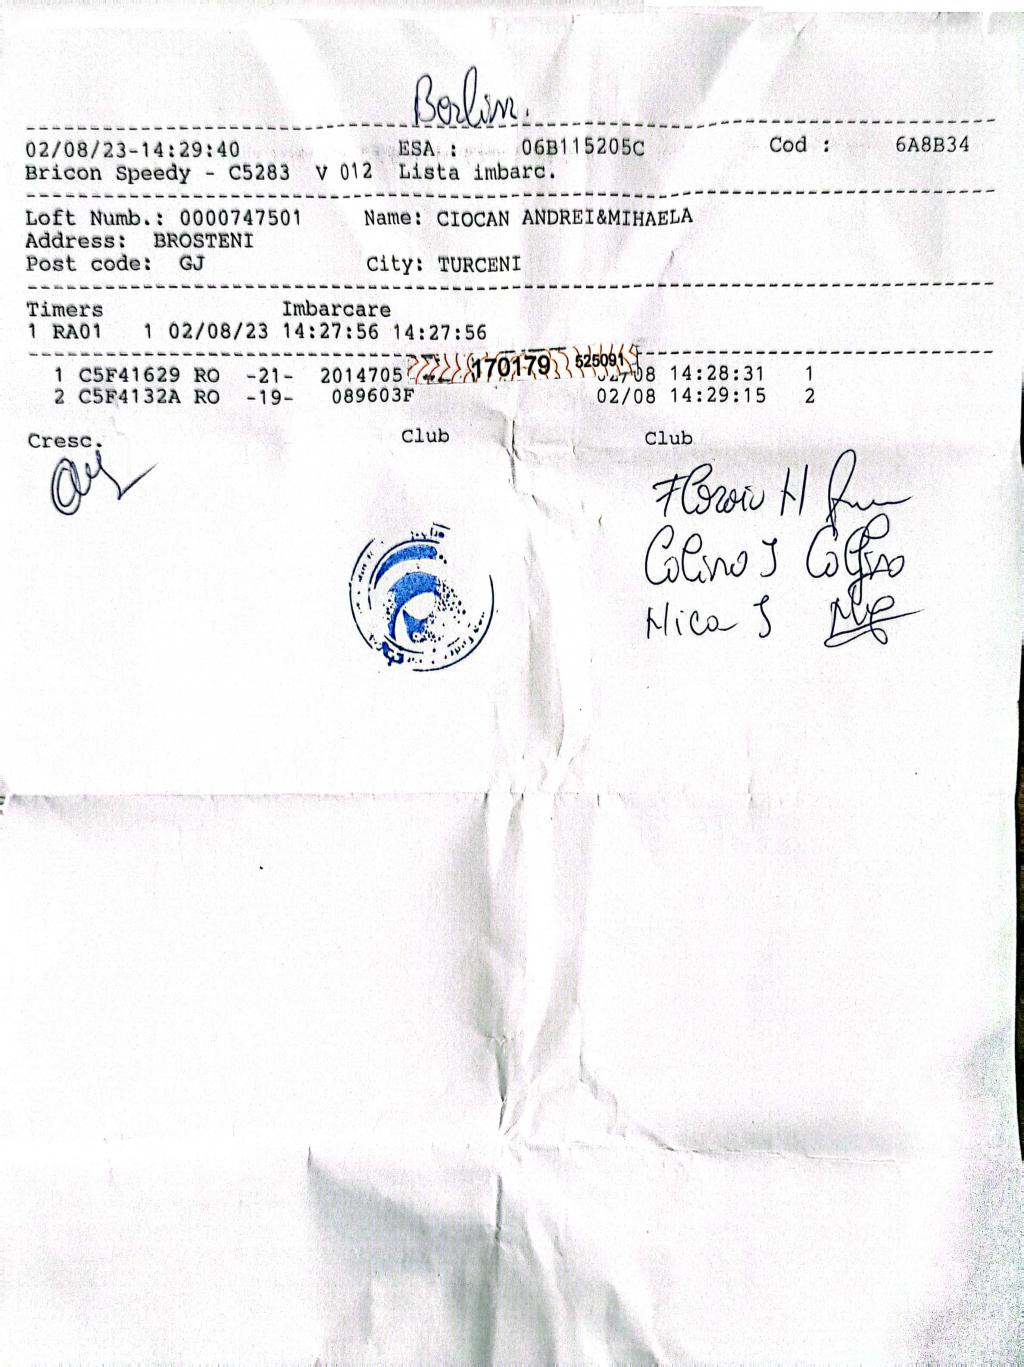 Berlin.
02/08/23-14:29:40 ESA : 06B115205C Cod : 6A8B34
Bricon Speedy - C5283 V 012 Lista imbarc.
Loft Numb.: 0000747501 Name: CIOCAN ANDREI&MIHAELA
Address: BROSTENI
Post code: GJ City: TURCENI
Timers Imbarcare
1 RA01 1 02/08/23 14:27:56 14:27:56
170179 525091
1 C5F41629 RO -21- 2014705 02/08 14:28:31 1
2 C5F4132A RO -19- 089603F 02/08 14:29:15 2
Cresc. Club Club
H
I
Mica I